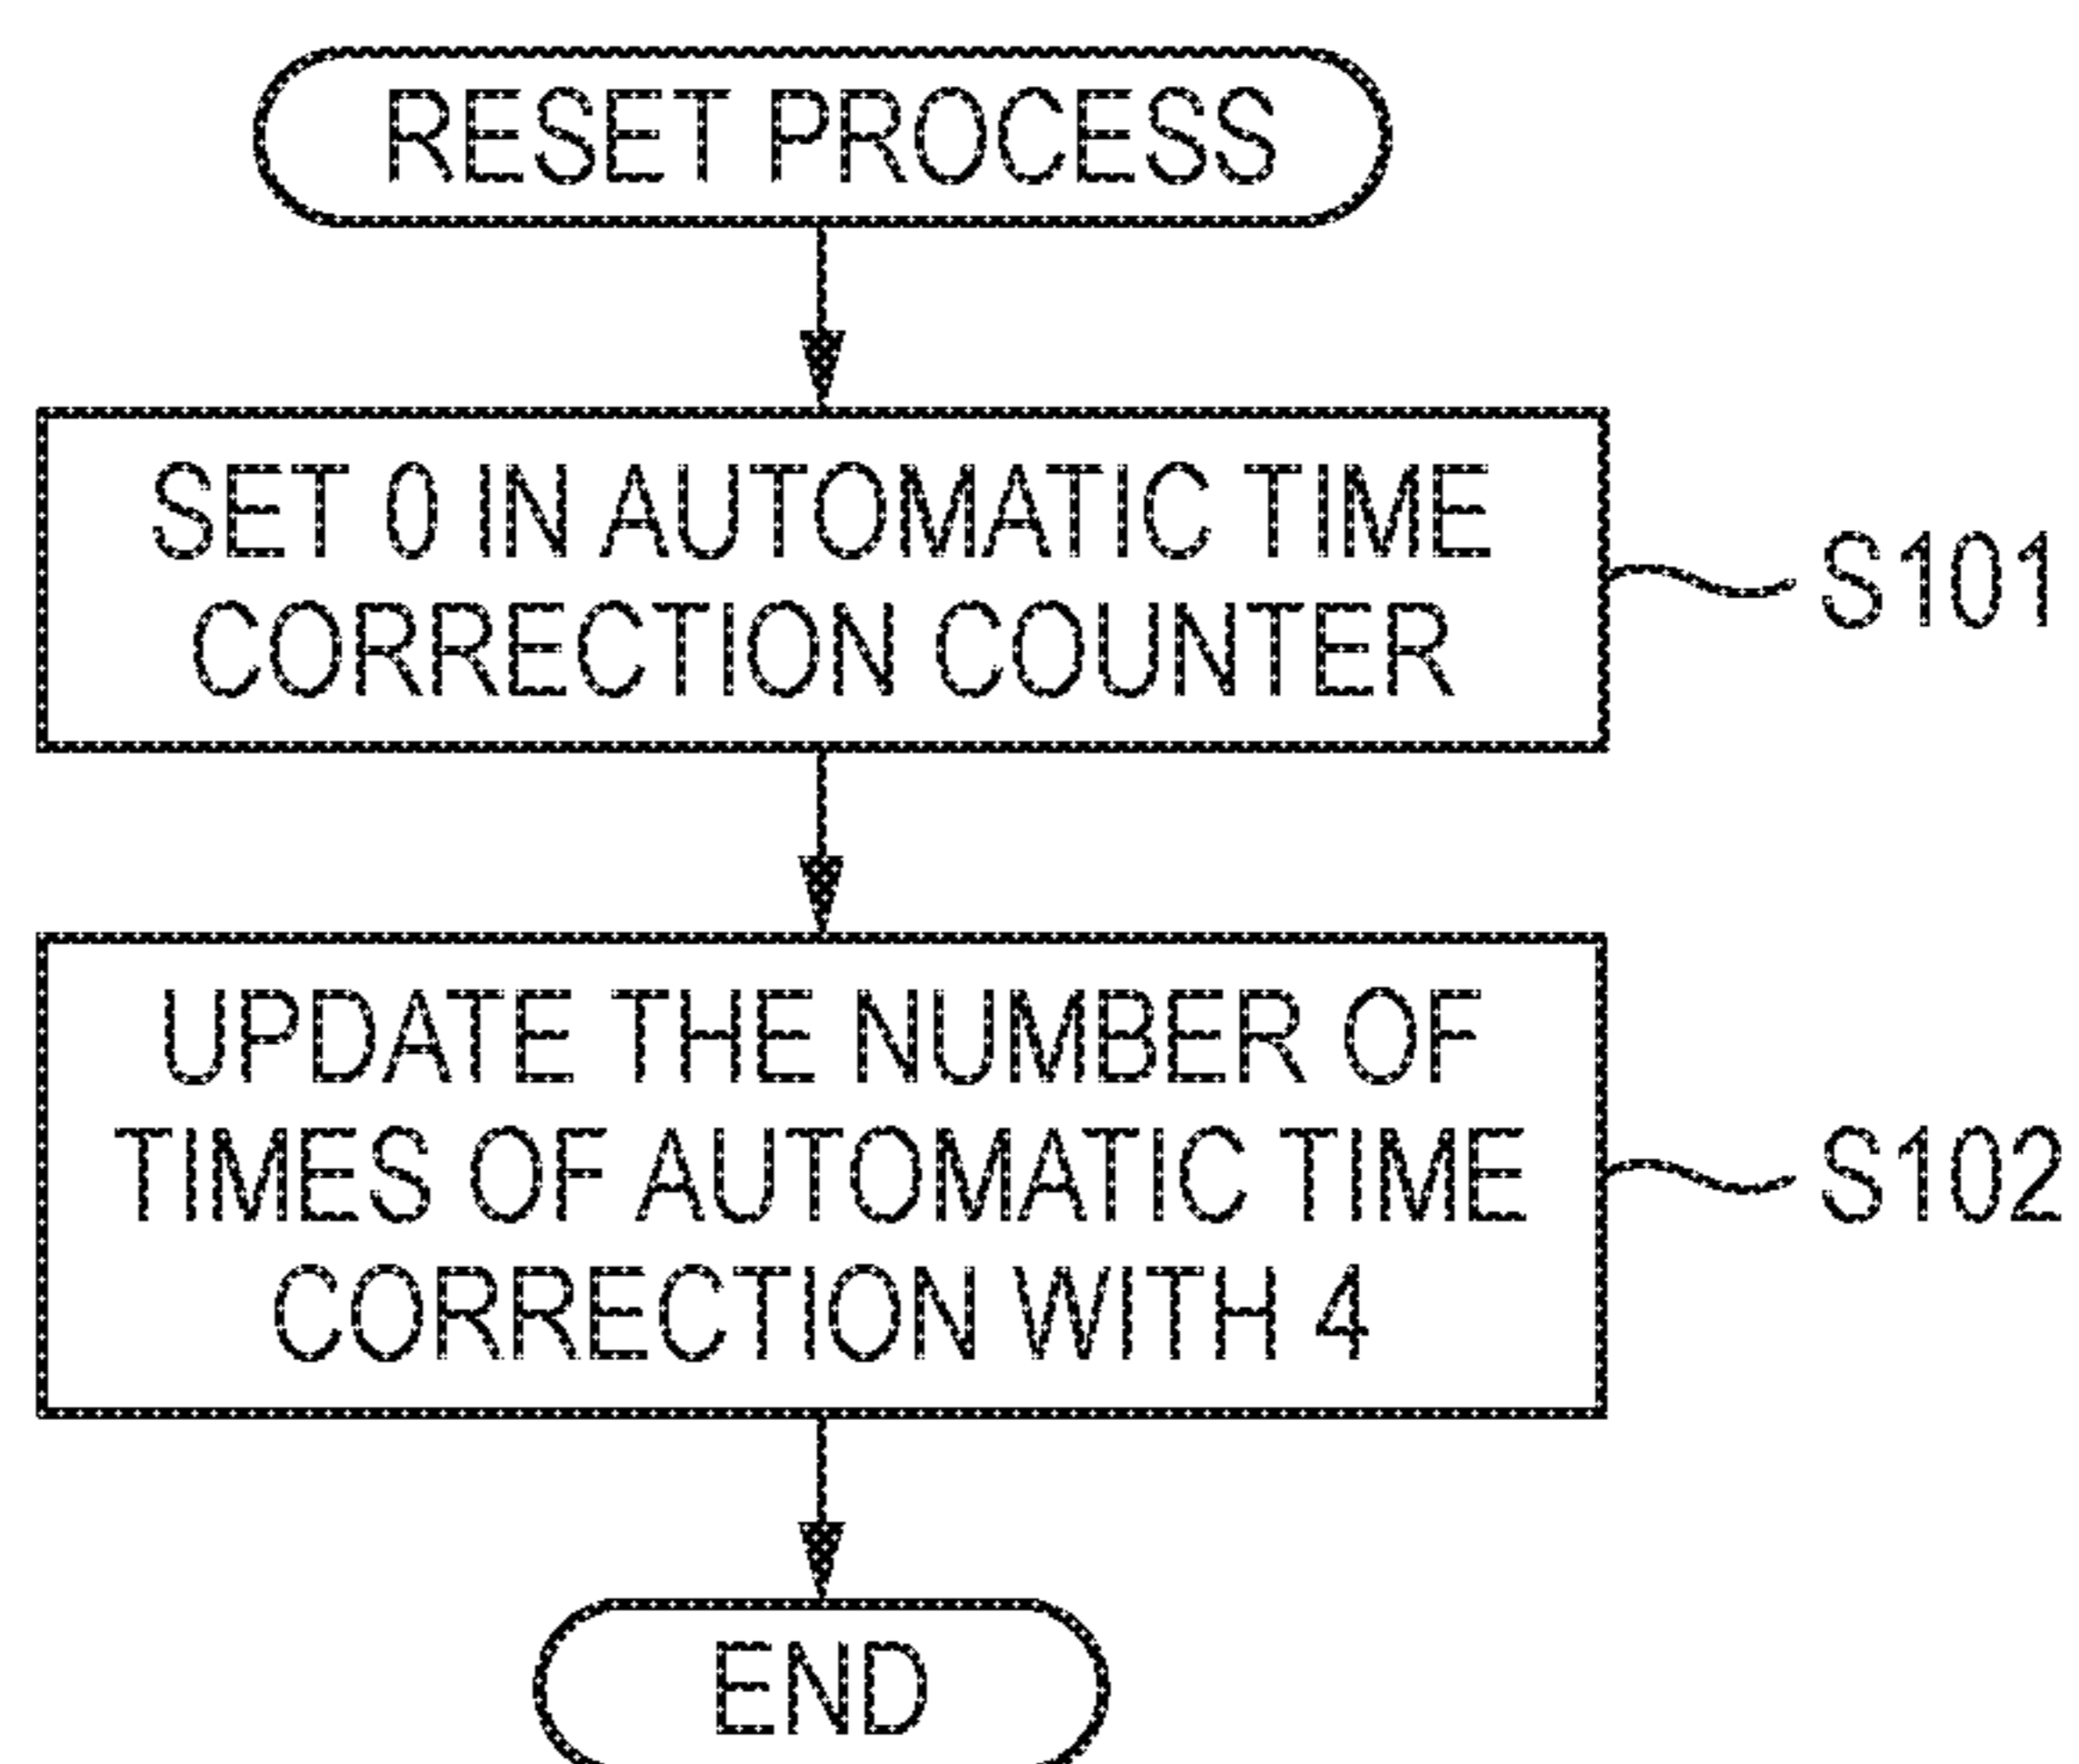 RESET PROCESS
SET 0 IN AUTOMATIC TIME
CORRECTION COUNTER
S101
UPDATE THE NUMBER OF
TIMES OF AUTOMATIC TIME
CORRECTION WITH 4
S102
END